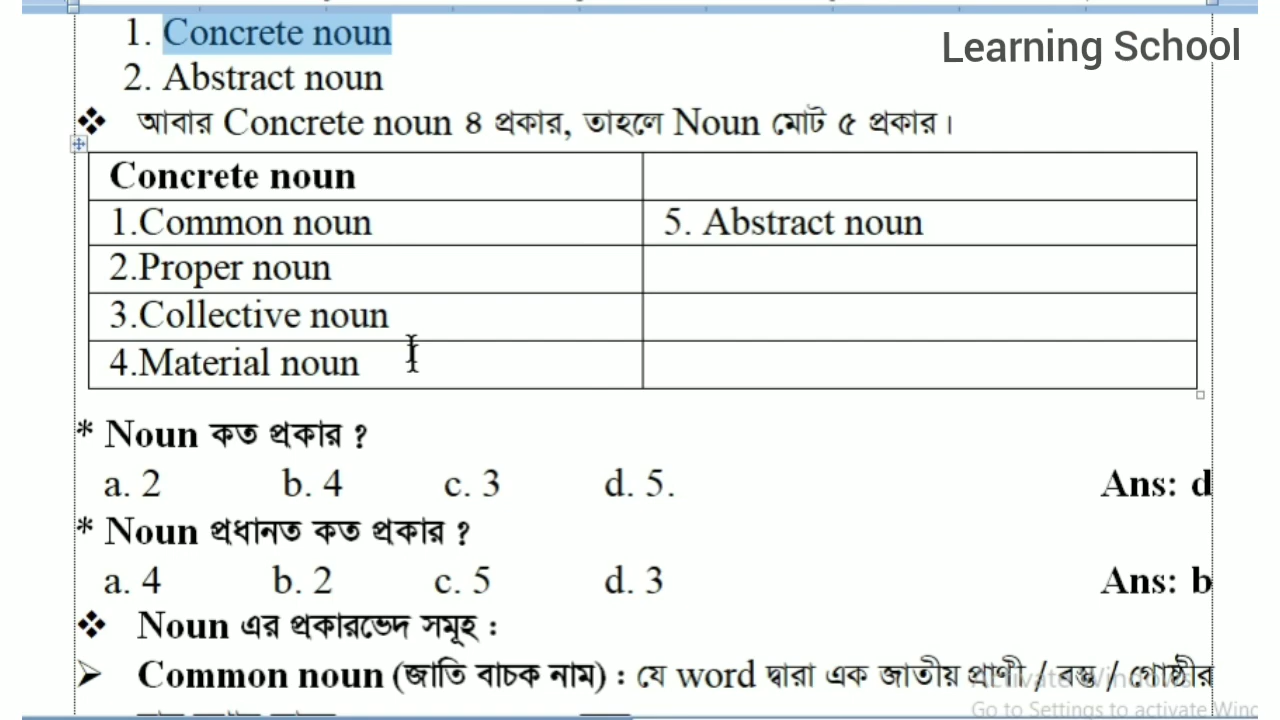 1. Concrete noun
Learning School
2. Abstract noun
❖ আবার Concrete noun ৪ প্রকার, তাহলে Noun মোট ৫ প্রকার।
Concrete noun
1.Common noun 5. Abstract noun
2.Proper noun
3.Collective noun
4.Material noun
* Noun কত প্রকার ?
a. 2 b. 4 c. 3 d. 5. Ans: d
* Noun প্রধানত কত প্রকার ?
a. 4 b. 2 c. 5 d. 3 Ans: b
❖ Noun এর প্রকারভেদ সমূহ :
➢ Common noun (জাতি বাচক নাম) : যে word দ্বারা এক জাতীয় প্রাণী / বস্তু / গোষ্ঠীর
Activate Windows
Go to Settings to activate Wind